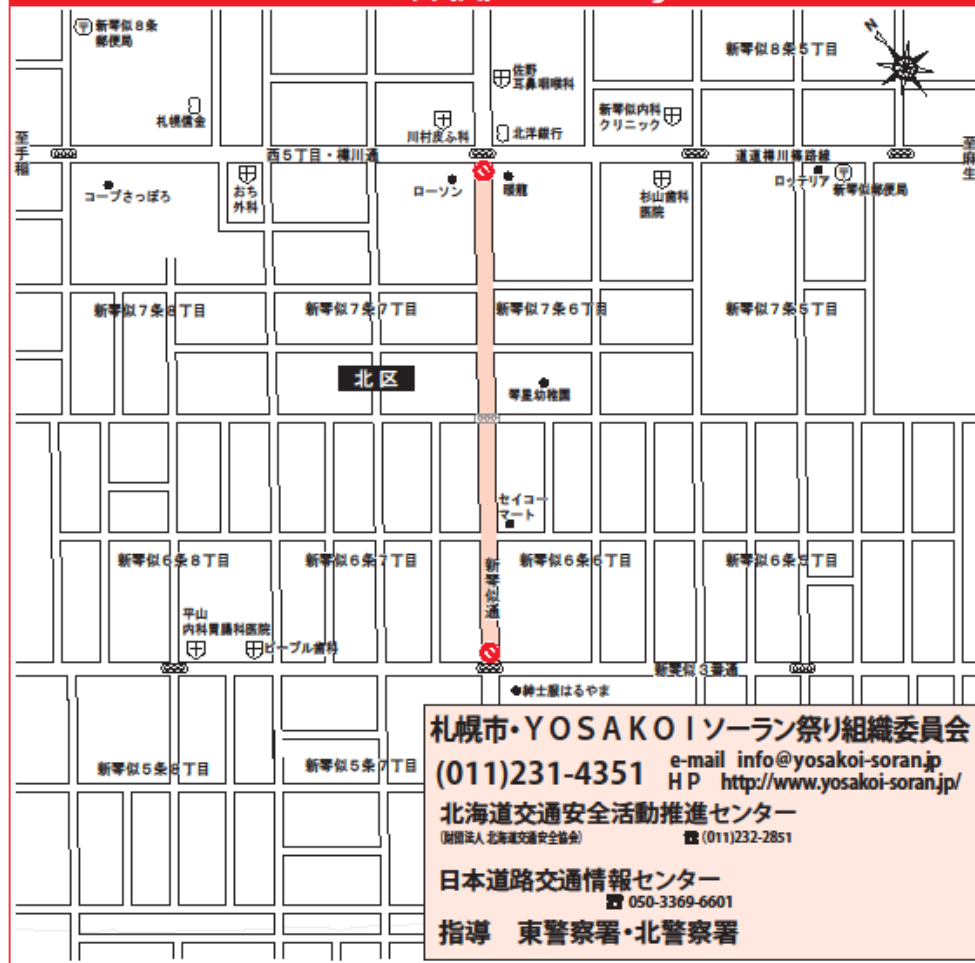 新琴似８条
郵便局
新琴似８条５丁目
N
佐野
耳鼻咽喉科
札幌信金
川村皮ふ科
北洋銀行
新琴似内科
クリニック
至手稲
西５丁目・樽川通
道道樽川篠路線
至麻生
コープさっぽろ
おち
外科
ローソン
暖龍
杉山歯科
医院
ロッテリア
新琴似郵便局
新琴似７条８丁目
新琴似７条７丁目
新琴似７条６丁目
新琴似７条５丁目
北区
琴星幼稚園
セイコー
マート
新琴似６条８丁目
新琴似６条７丁目
新琴似通
新琴似６条６丁目
新琴似６条５丁目
平山
内科胃腸科医院
ピープル歯科
新琴似３番通
紳士服はるやま
新琴似５条８丁目
新琴似５条７丁目
札幌市・ＹＯＳＡＫＯＩソーラン祭り組織委員会
(011)231-4351
e-mail info@yosakoi-soran.jp
ＨＰ http://www.yosakoi-soran.jp/
北海道交通安全活動推進センター
(財団法人 北海道交通安全協会) ☎(011)232-2851
日本道路交通情報センター
☎ 050-3369-6601
指導 東警察署・北警察署